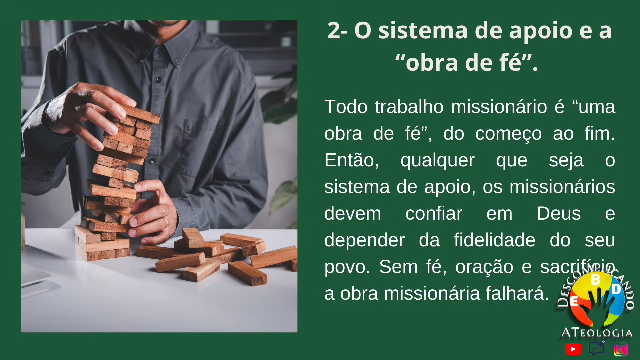 2- O sistema de apoio e a
“obra de fé”.
Todo trabalho missionário é “uma
obra de fé”, do começo ao fim.
Então, qualquer que seja o
sistema de apoio, os missionários
devem confiar em Deus e
depender da fidelidade do seu
povo. Sem fé, oração e sacrifício
a obra missionária falhará.
DESCOMPLICANDO
E B D
ATEOLOGIA